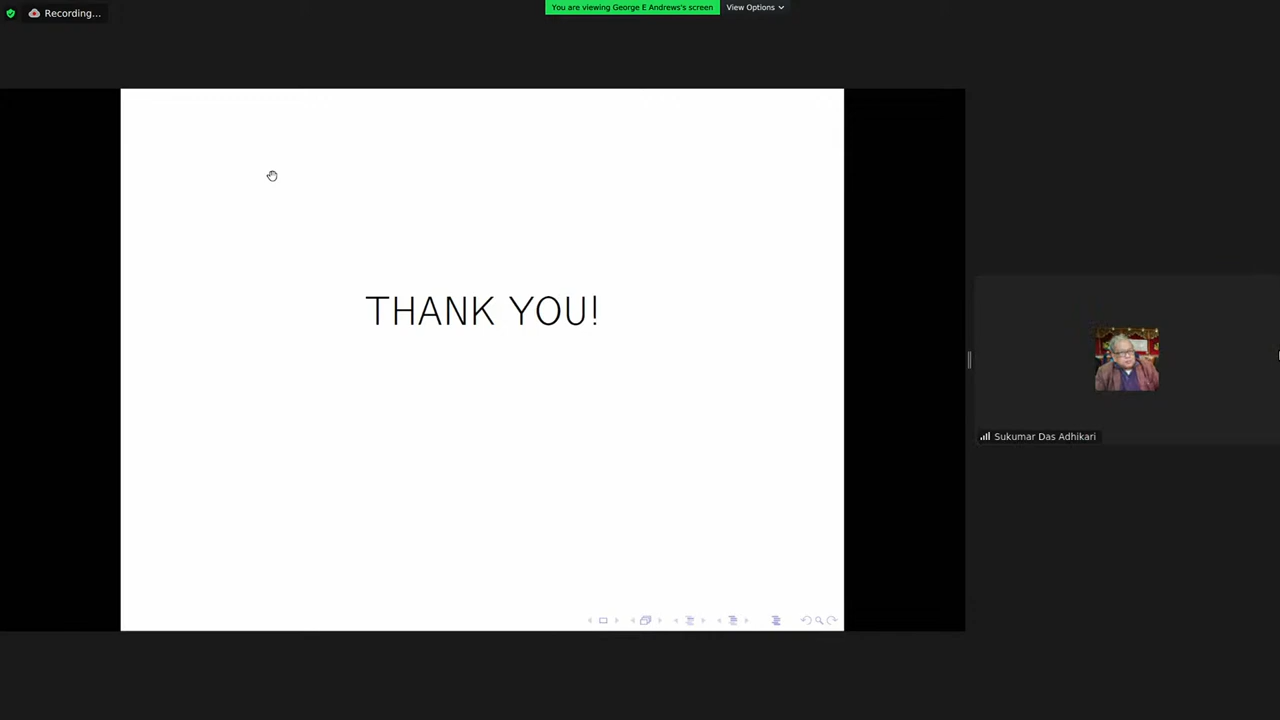 Recording...
You are viewing George E Andrews's screen
View Options
THANK YOU!
Sukumar Das Adhikari